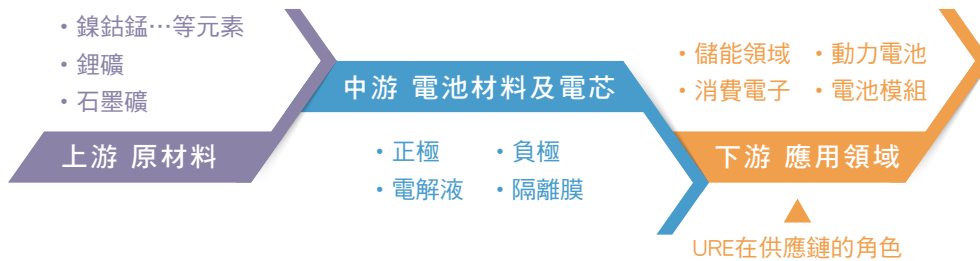 ・鎳鈷錳…等元素
・鋰礦
・石墨礦
上游 原材料
中游 電池材料及電芯
・正極 ・負極
・電解液 ・隔離膜
・儲能領域 ・動力電池
・消費電子 ・電池模組
下游 應用領域
URE在供應鏈的角色